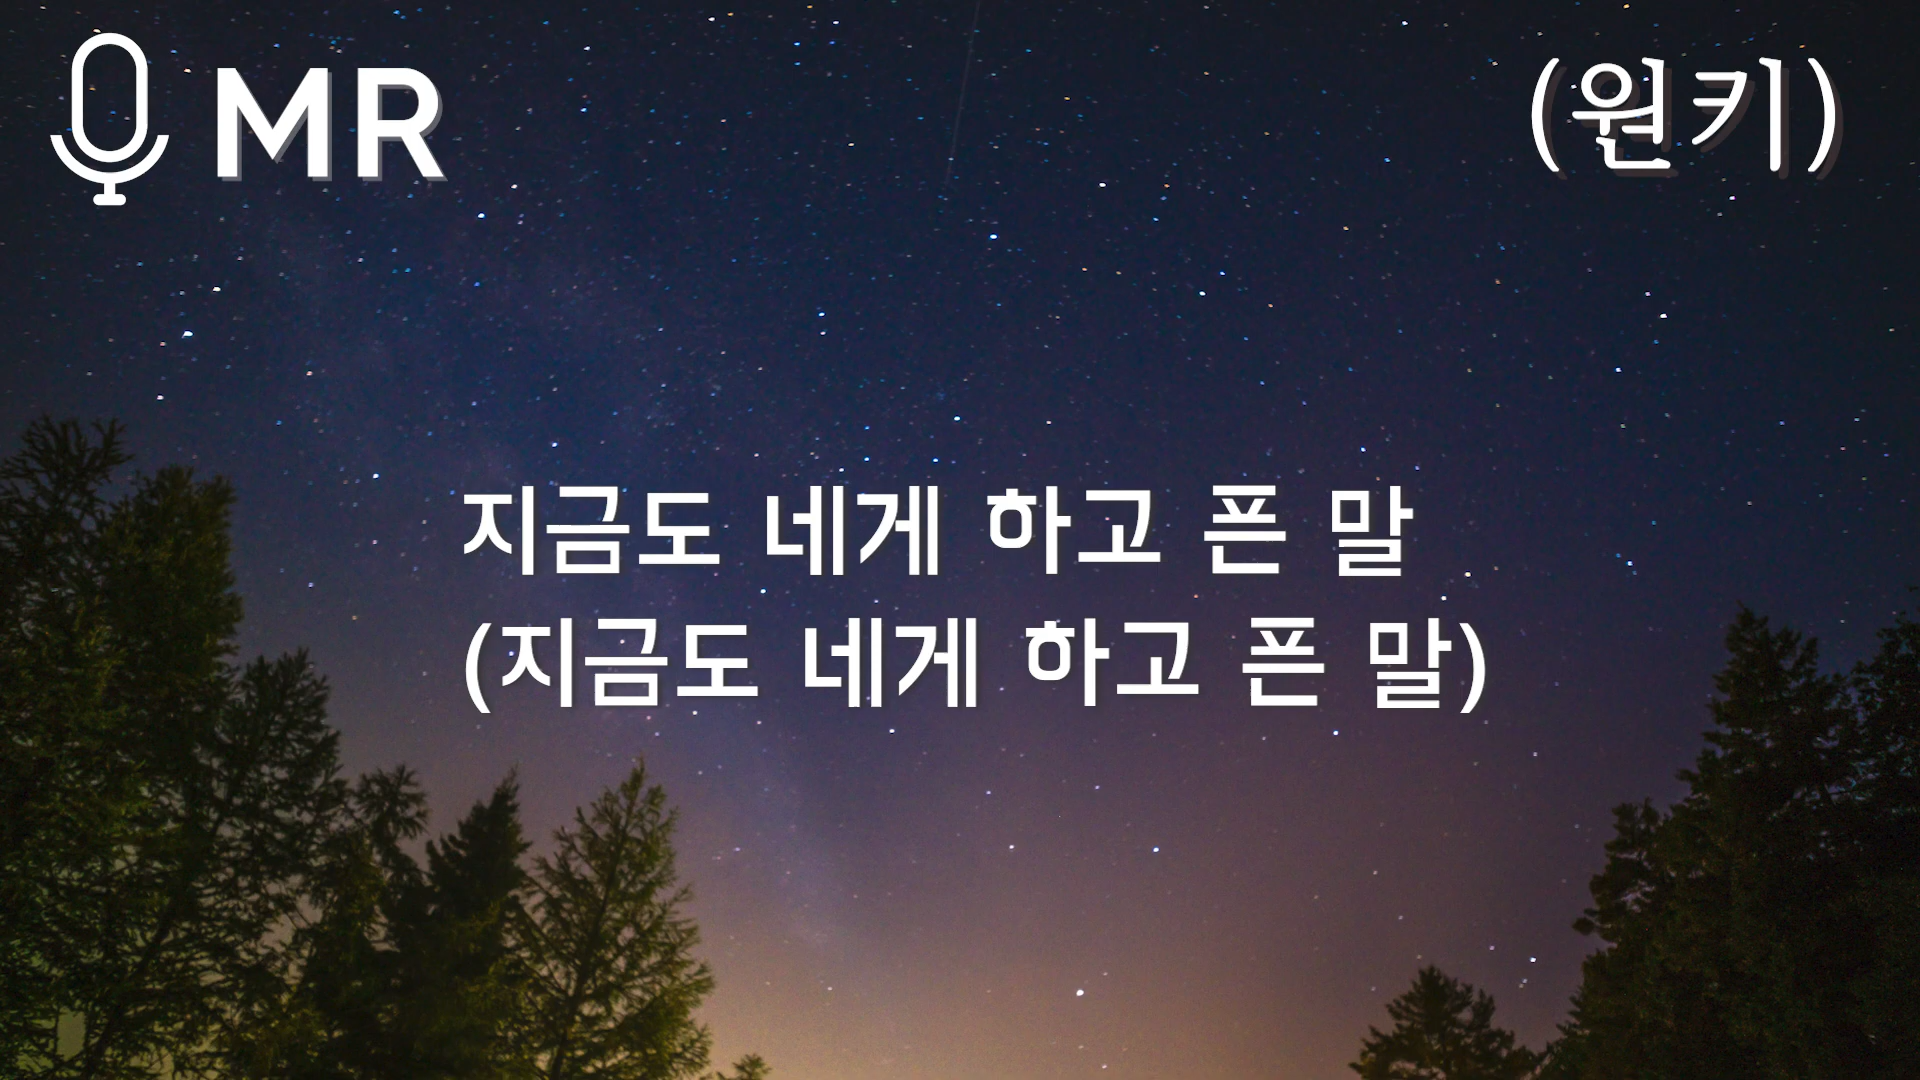 MR
(원키)
지금도 네게 하고 픈 말
(지금도 네게 하고 픈 말)